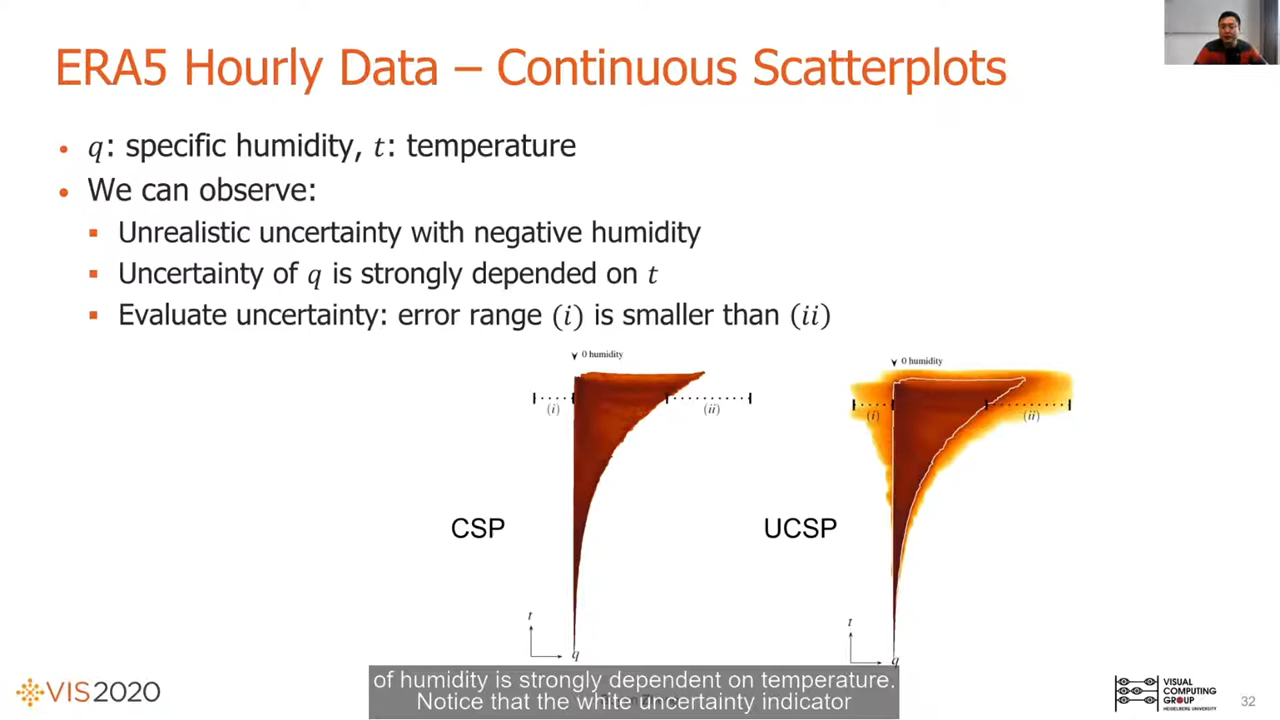 ERA5 Hourly Data – Continuous Scatterplots
• q: specific humidity, t: temperature
• We can observe:
▪ Unrealistic uncertainty with negative humidity
▪ Uncertainty of q is strongly depended on t
▪ Evaluate uncertainty: error range (i) is smaller than (ii)
0 humidity
(i)
(ii)
CSP
t
q
0 humidity
(i)
(ii)
UCSP
t
q
of humidity is strongly dependent on temperature.
Notice that the white uncertainty indicator
VIS2020
VISUAL
COMPUTING
GROUP
HEIDELBERG UNIVERSITY
32